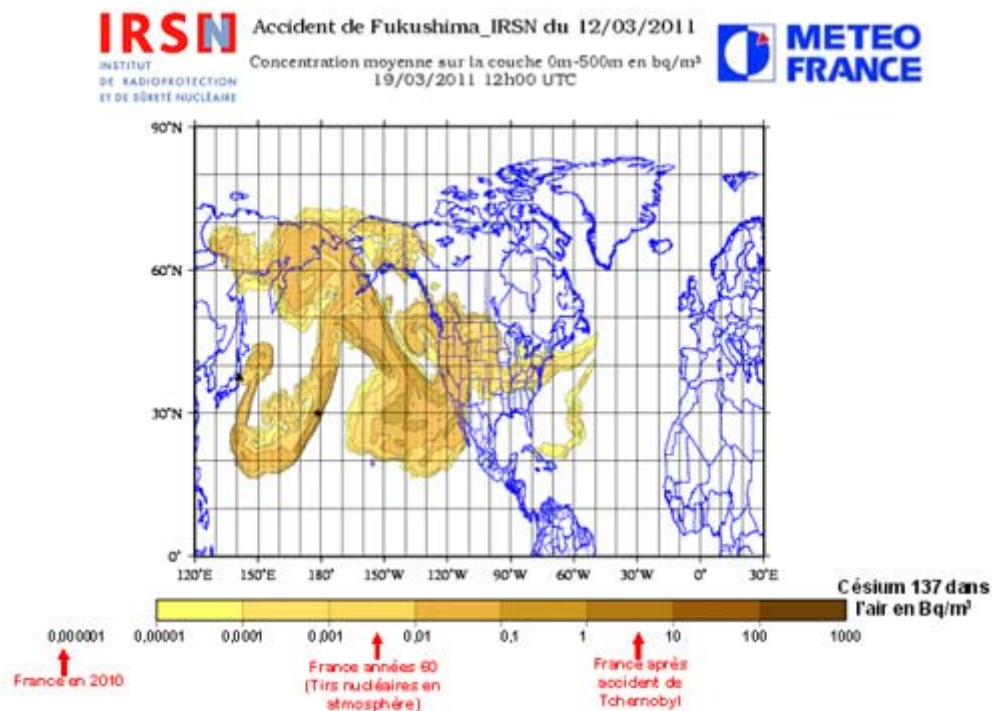 IRSN
INSTITUT
DE RADIOPROTECTION
ET DE SÛRETÉ NUCLÉAIRE
Accident de Fukushima_IRSN du 12/03/2011
Concentration moyenne sur la couche 0m-500m en bq/m³
19/03/2011 12h00 UTC
METEO
FRANCE
90°N
60°N
30°N
0°
120°E 150°E 180° 150°W 120°W 90°W 60°W 30°W 0° 30°E
Césium 137 dans
l'air en Bq/m³
0,000001 0,00001 0,0001 0,001 0,01 0,1 1 10 100 1000
France en 2010
France années 60
(Tirs nucléaires en
atmosphère)
France après
accident de
Tchernobyl